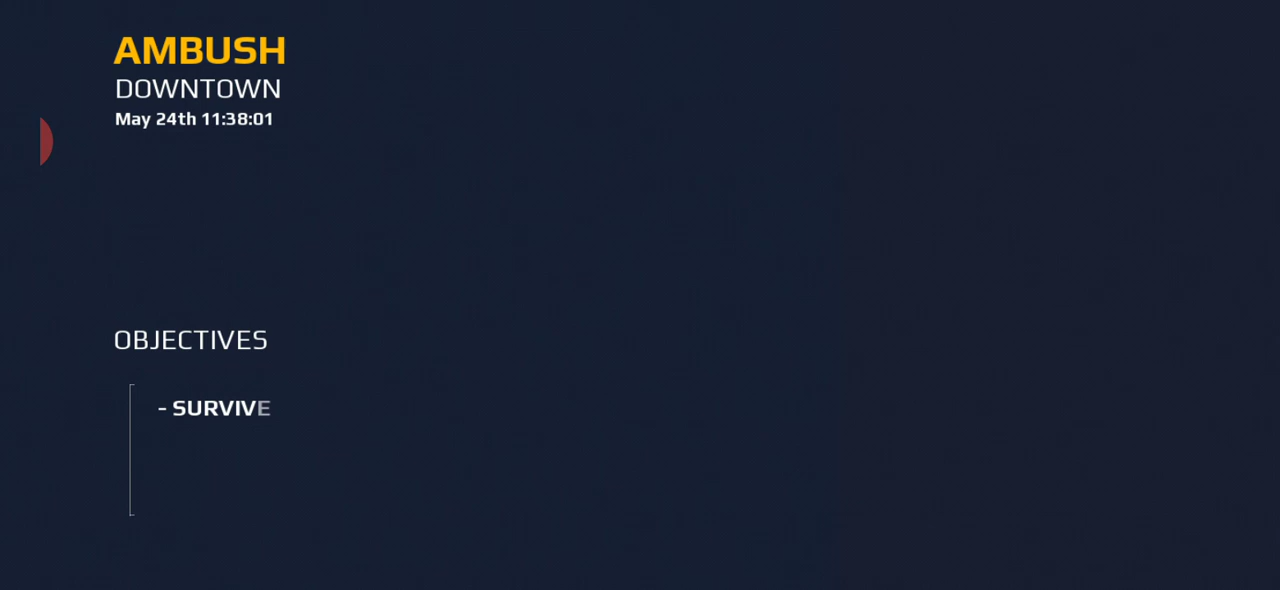 AMBUSH
DOWNTOWN
May 24th 11:38:01
OBJECTIVES
- SURVIVE